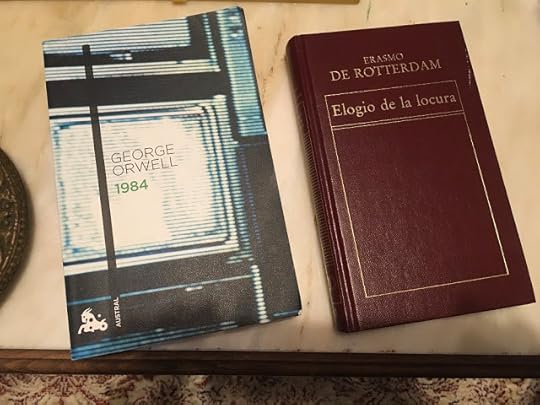 GEORGE
ORWELL
1984
AUSTRAL
ERASMO
DE ROTTERDAM
Elogio de la locura